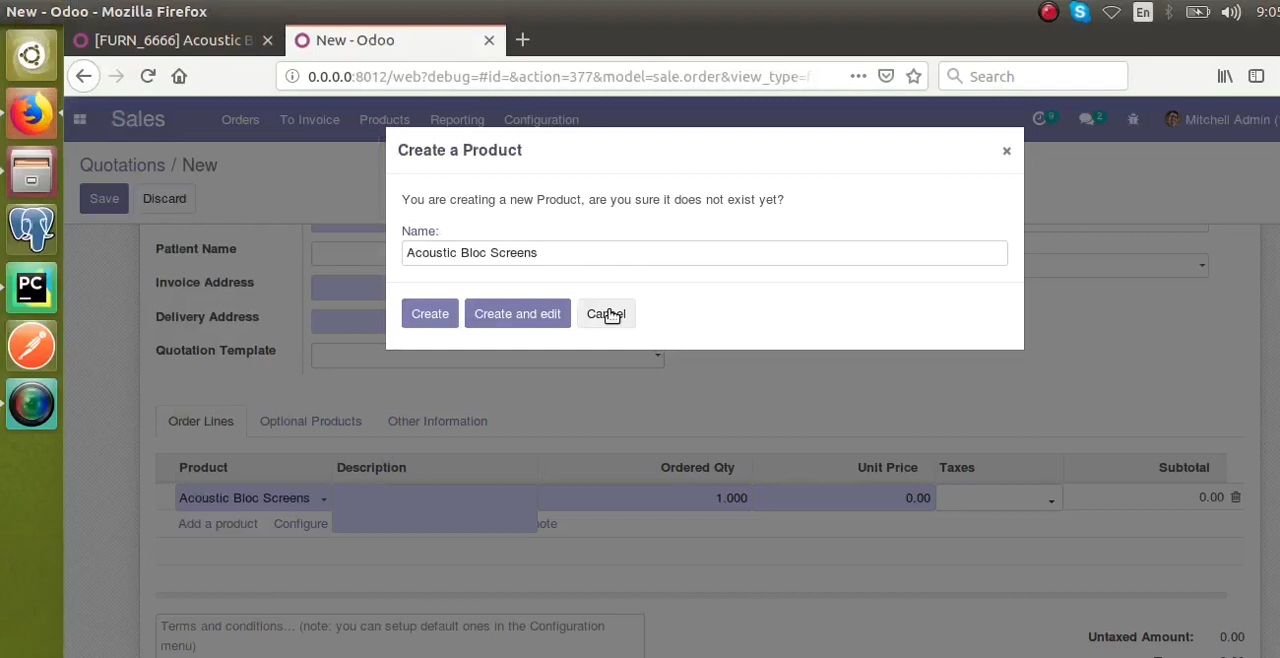 New - Odoo - Mozilla Firefox
En
9:05
[FURN_6666] Acoustic B
New - Odoo
0.0.0.0:8012/web?debug=#id=&action=377&model=sale.order&view_type=f
Search
Sales
Orders
To Invoice
Products
Reporting
Configuration
9
2
Mitchell Admin (
Quotations / New
Save
Discard
Create a Product
×
You are creating a new Product, are you sure it does not exist yet?
Name:
Acoustic Bloc Screens
Create
Create and edit
Patient Name
Invoice Address
Delivery Address
Quotation Template
PC
Order Lines
Optional Products
Other Information
Product
Description
Ordered Qty
Unit Price
Taxes
Subtotal
Acoustic Bloc Screens
1.000
0.00
0.00
Add a product
Configure
note
Terms and conditions... (note: you can setup default ones in the Configuration
menu)
Untaxed Amount:
0.00